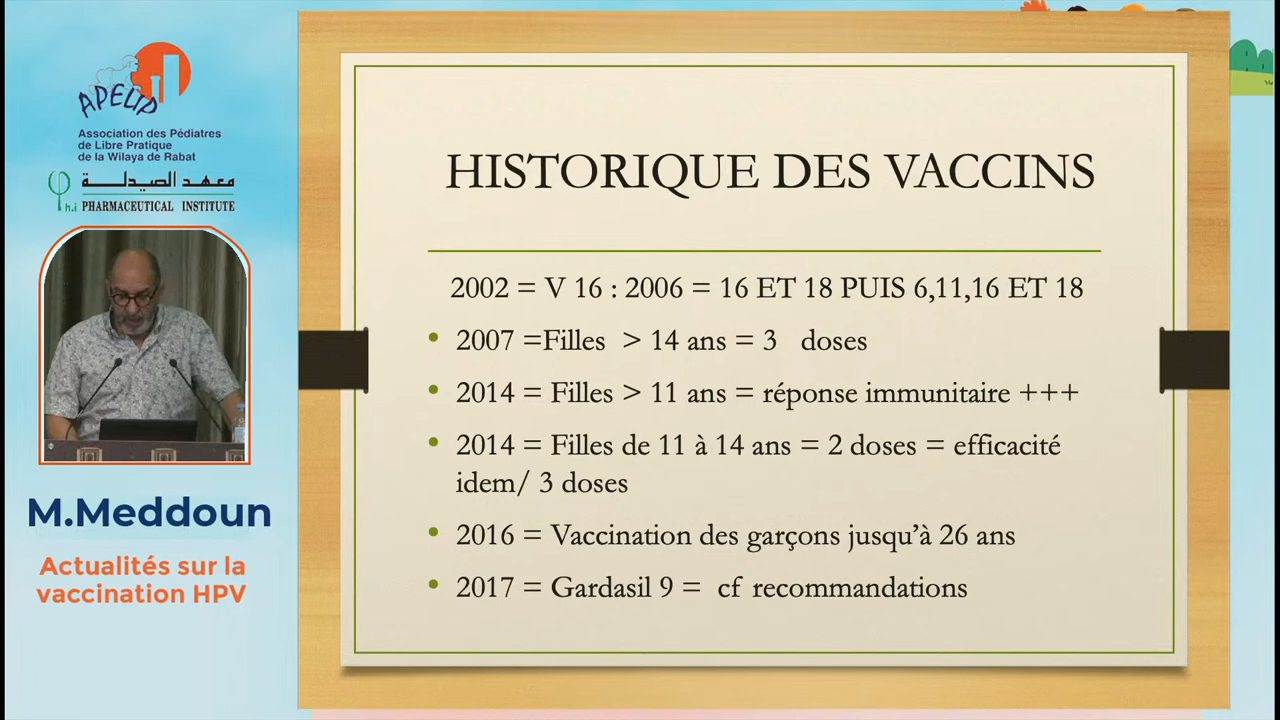 APELIP
Association des Pédiatres
de Libre Pratique
de la Wilaya de Rabat
معهد الصيدلة
h.i PHARMACEUTICAL INSTITUTE
M.Meddoun
Actualités sur la
vaccination HPV
HISTORIQUE DES VACCINS
2002 = V 16 : 2006 = 16 ET 18 PUIS 6,11,16 ET 18
• 2007 =Filles > 14 ans = 3 doses
• 2014 = Filles > 11 ans = réponse immunitaire +++
• 2014 = Filles de 11 à 14 ans = 2 doses = efficacité
idem/ 3 doses
• 2016 = Vaccination des garçons jusqu’à 26 ans
• 2017 = Gardasil 9 = cf recommandations